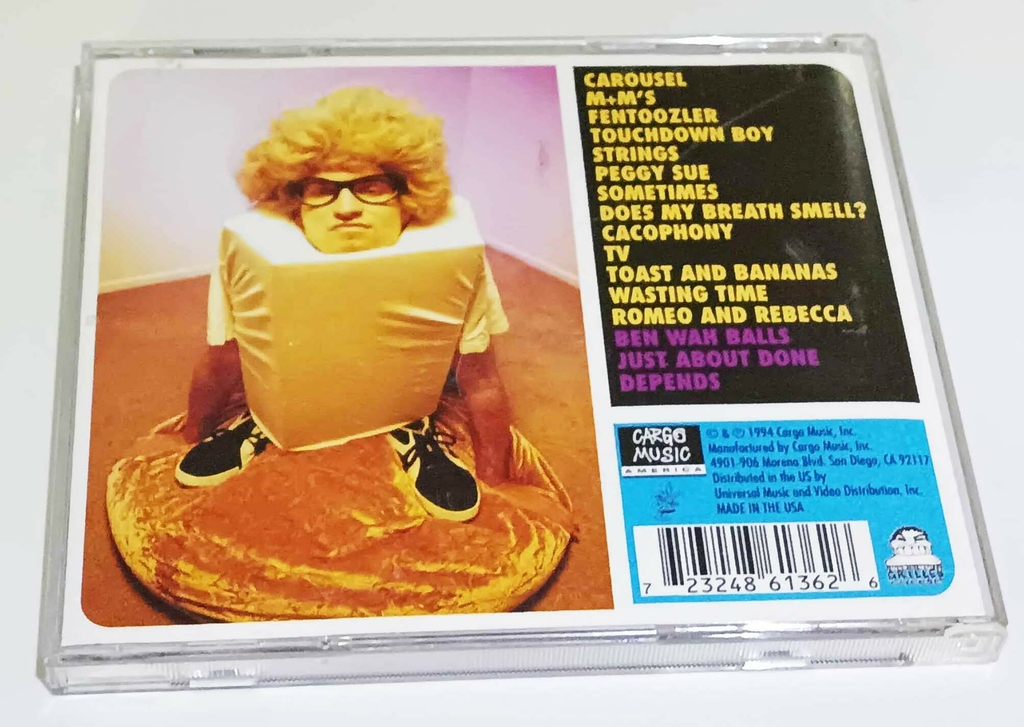 CAROUSEL
M+M'S
FENTOOZLER
TOUCHDOWN BOY
STRINGS
PEGGY SUE
SOMETIMES
DOES MY BREATH SMELL?
CACOPHONY
TV
TOAST AND BANANAS
WASTING TIME
ROMEO AND REBECCA
BEN WAH BALLS
JUST ABOUT DONE
DEPENDS
CARGO
MUSIC
AMERICA
© & ℗ 1994 Cargo Music, Inc.
Manufactured by Cargo Music, Inc.
4901-906 Morena Blvd. San Diego, CA 92117
Distributed in the US by
Universal Music and Video Distribution, Inc.
MADE IN THE USA
7 23248 61362 6
GRILLED